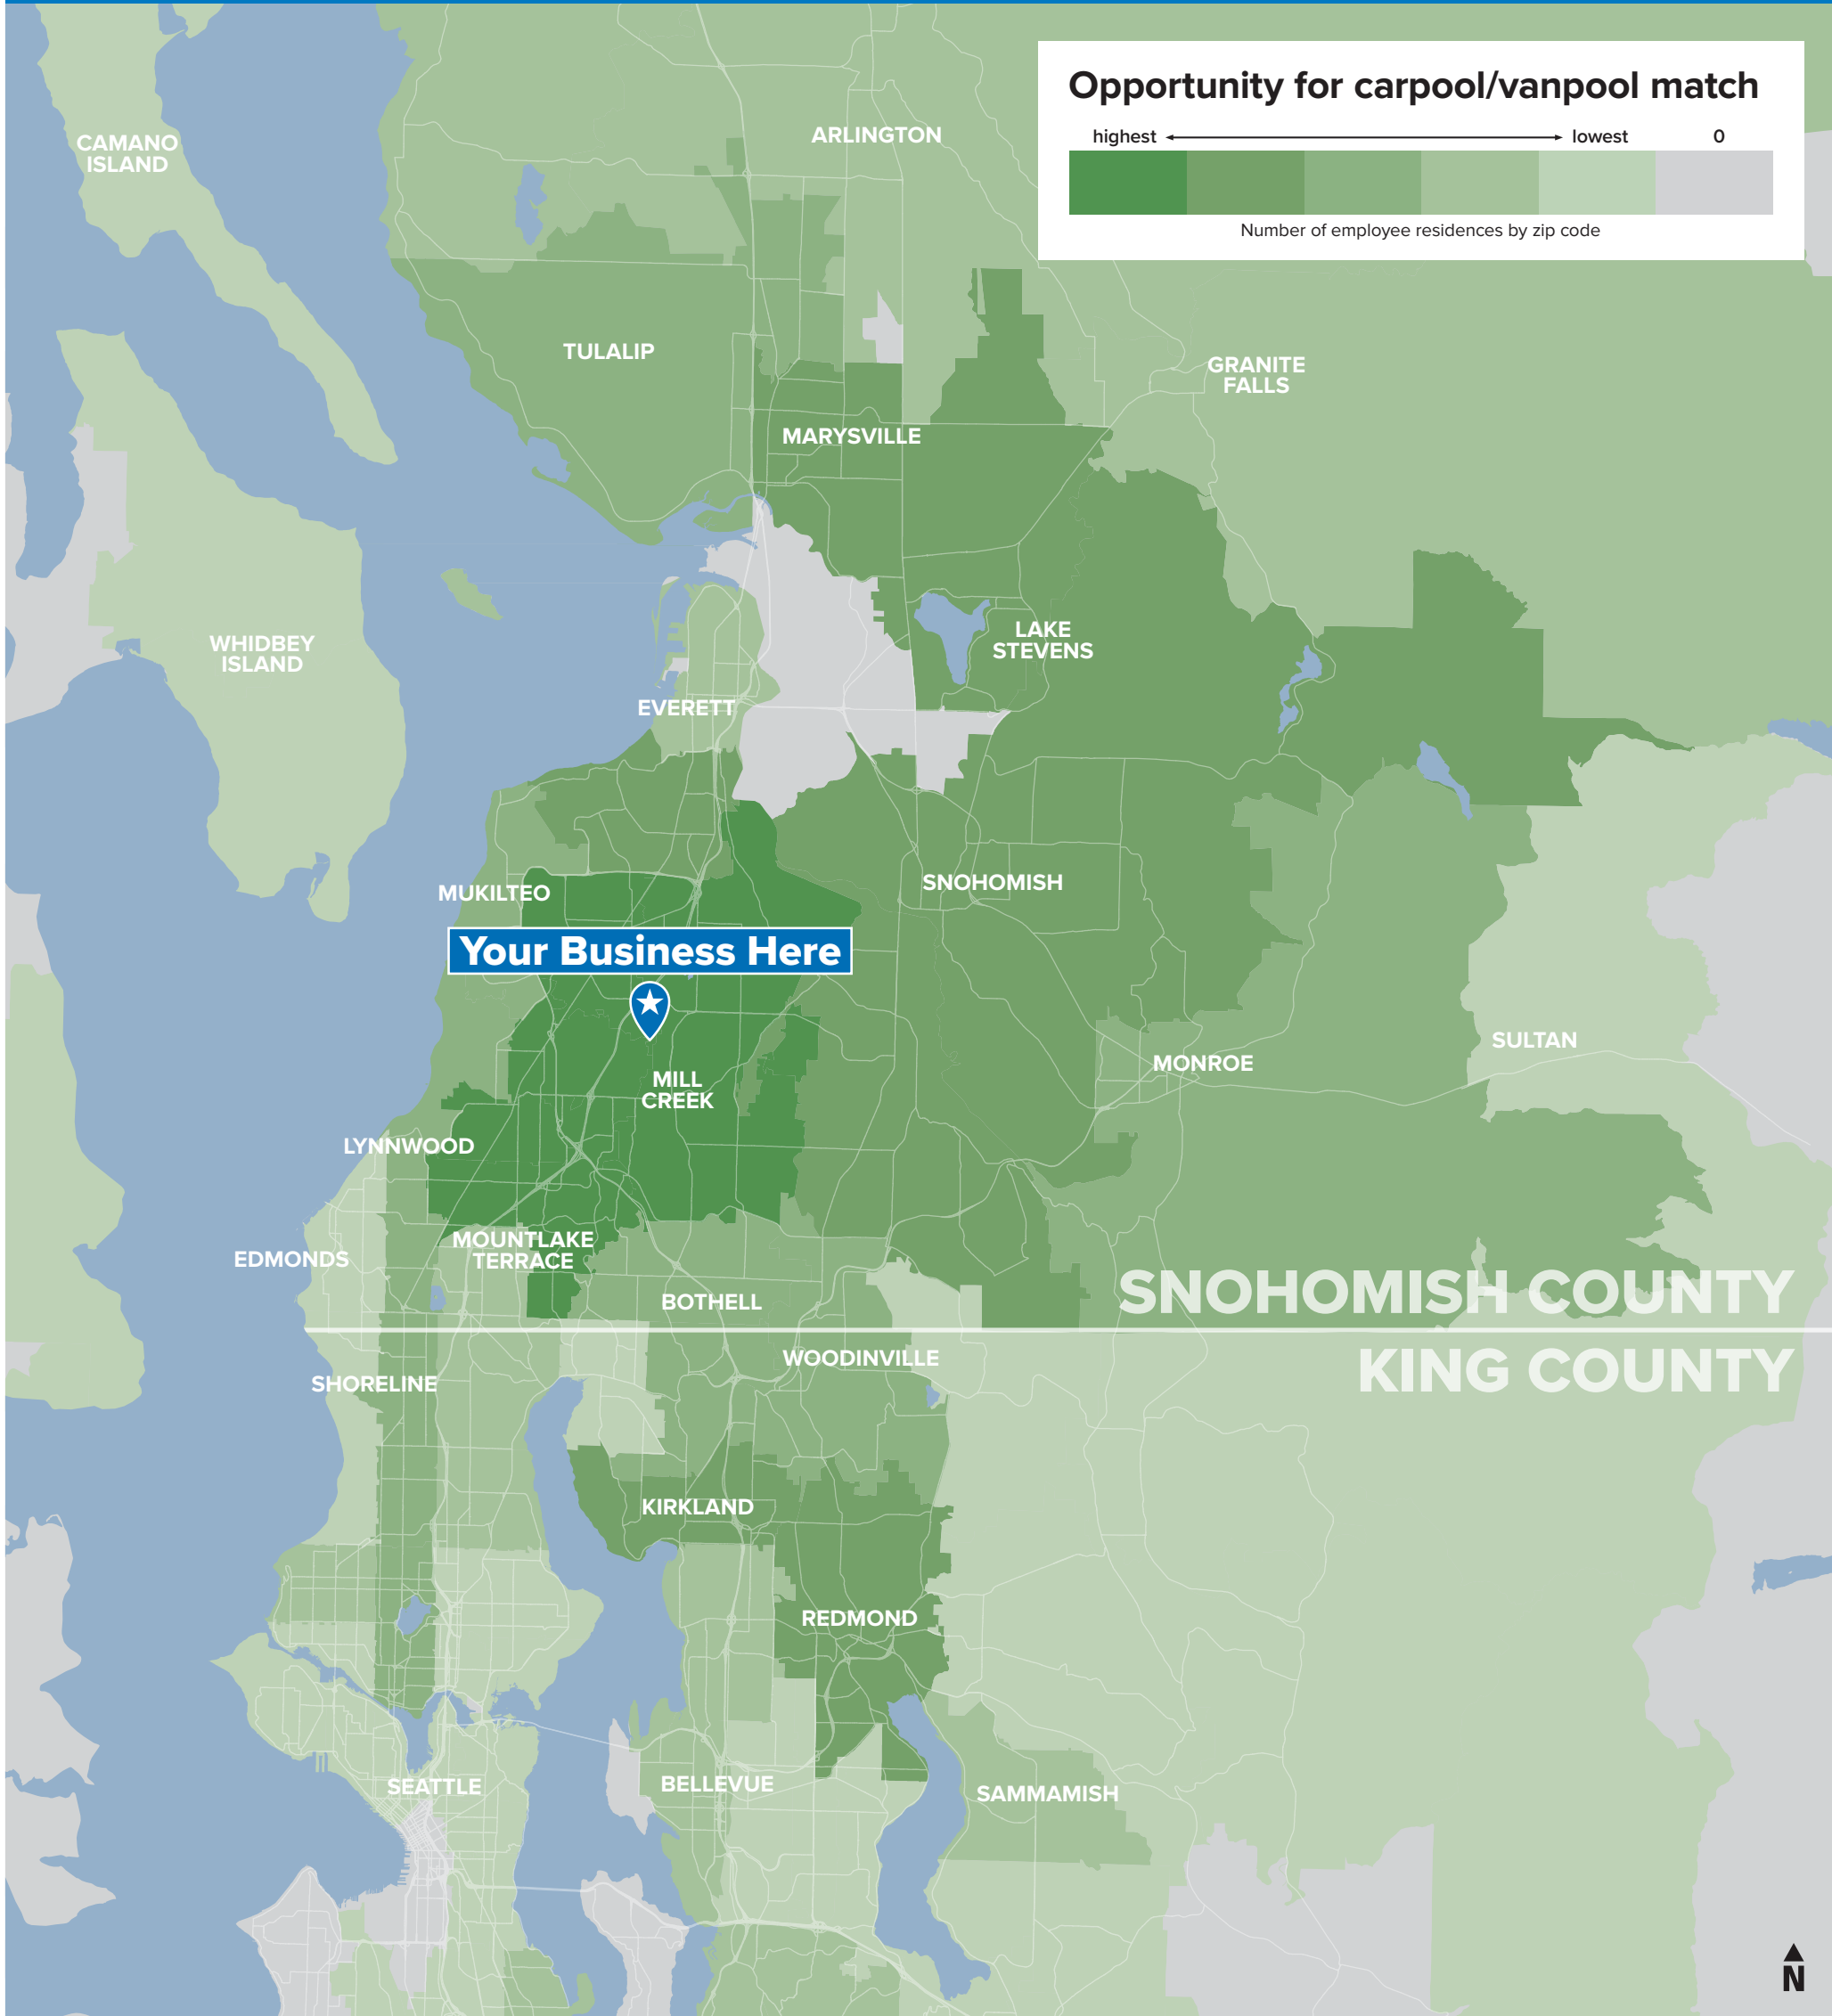 Opportunity for carpool/vanpool match
highest
lowest
0
Number of employee residences by zip code
CAMANO
ISLAND
ARLINGTON
TULALIP
GRANITE
FALLS
MARYSVILLE
WHIDBEY
ISLAND
LAKE
STEVENS
EVERETT
MUKILTEO
SNOHOMISH
Your Business Here
SULTAN
MONROE
MILL
CREEK
LYNNWOOD
MOUNTLAKE
TERRACE
EDMONDS
SNOHOMISH COUNTY
BOTHELL
WOODINVILLE
KING COUNTY
SHORELINE
KIRKLAND
REDMOND
SEATTLE
BELLEVUE
SAMMAMISH
N